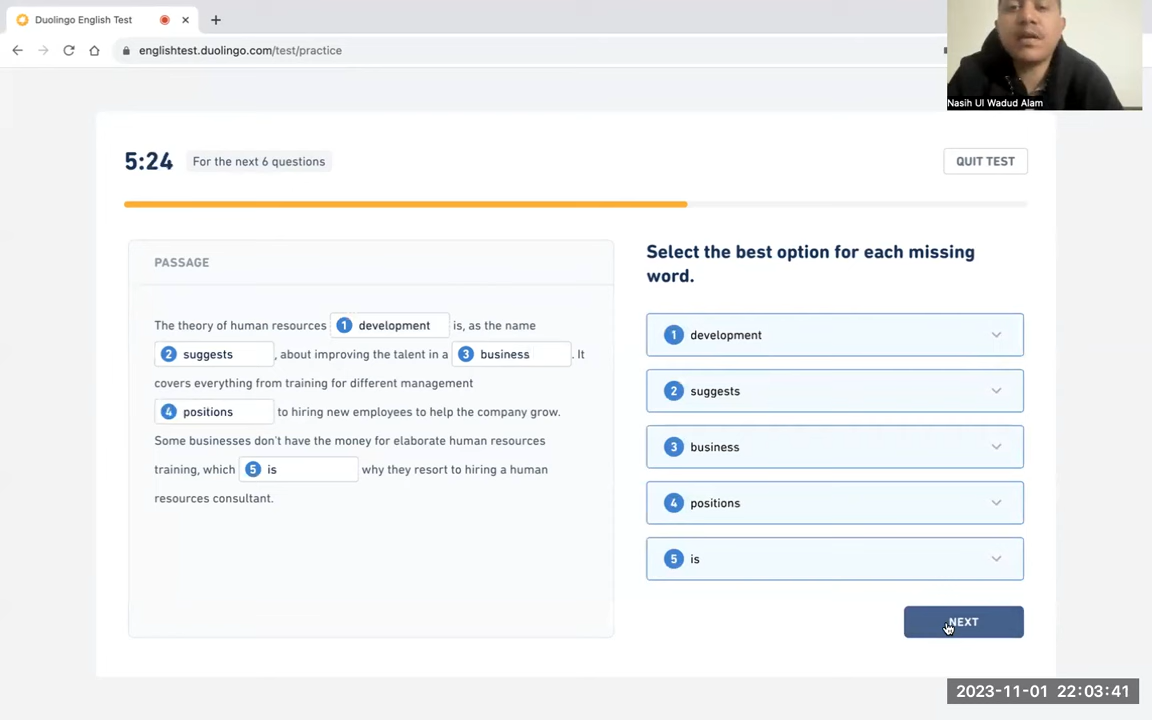 Duolingo English Test
englishtest.duolingo.com/test/practice
Nasih Ul Wadud Alam
5:24 For the next 6 questions
QUIT TEST
PASSAGE
The theory of human resources 1 development is, as the name
2 suggests , about improving the talent in a 3 business . It
covers everything from training for different management
4 positions to hiring new employees to help the company grow.
Some businesses don't have the money for elaborate human resources
training, which 5 is why they resort to hiring a human
resources consultant.
Select the best option for each missing
word.
1 development
2 suggests
3 business
4 positions
5 is
NEXT
2023-11-01 22:03:41